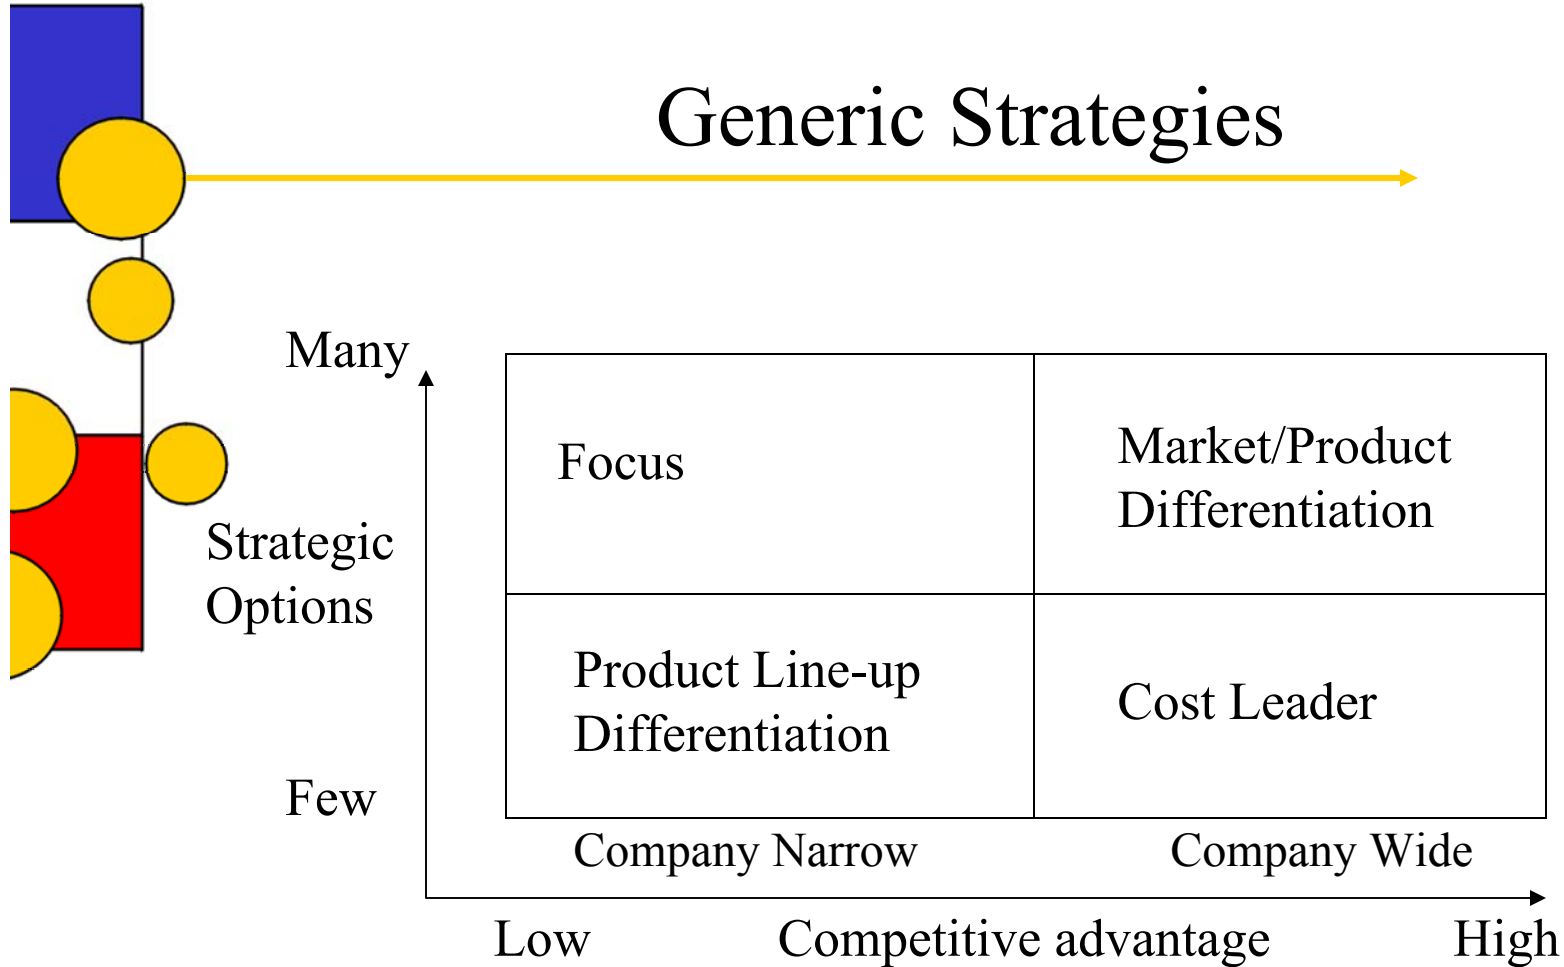 Generic Strategies
Many
Focus
Market/Product
Differentiation
Strategic
Options
Product Line-up
Differentiation
Cost Leader
Few
Company Narrow
Company Wide
Low
Competitive advantage
High